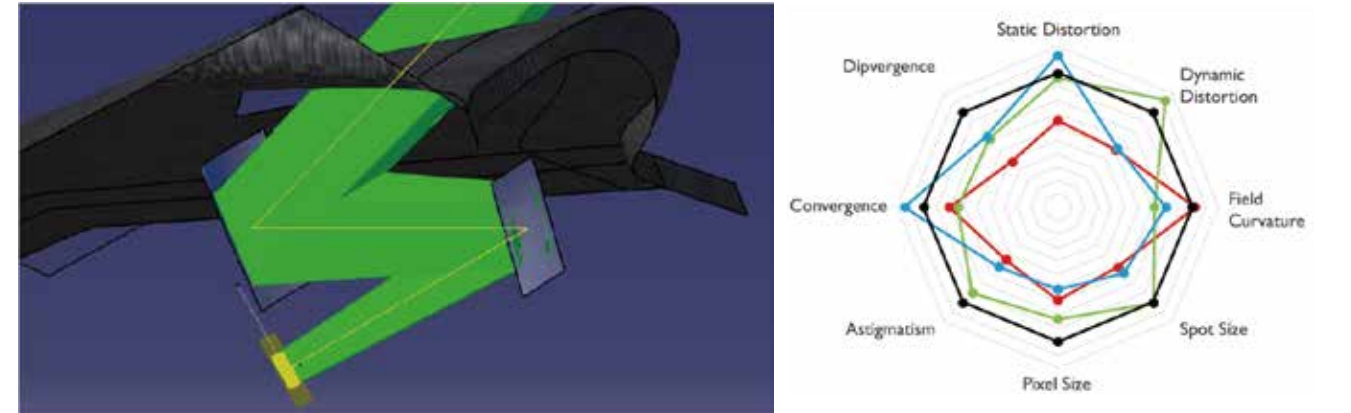 Static Distortion
Dipvergence
Dynamic
Distortion
Convergence
Field
Curvature
Astigmatism
Spot Size
Pixel Size